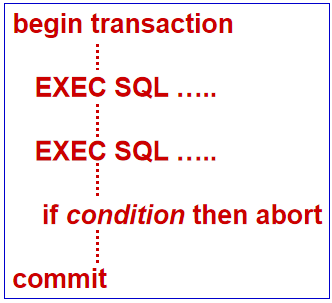 begin transaction
EXEC SQL …..
EXEC SQL …..
if condition then abort
commit